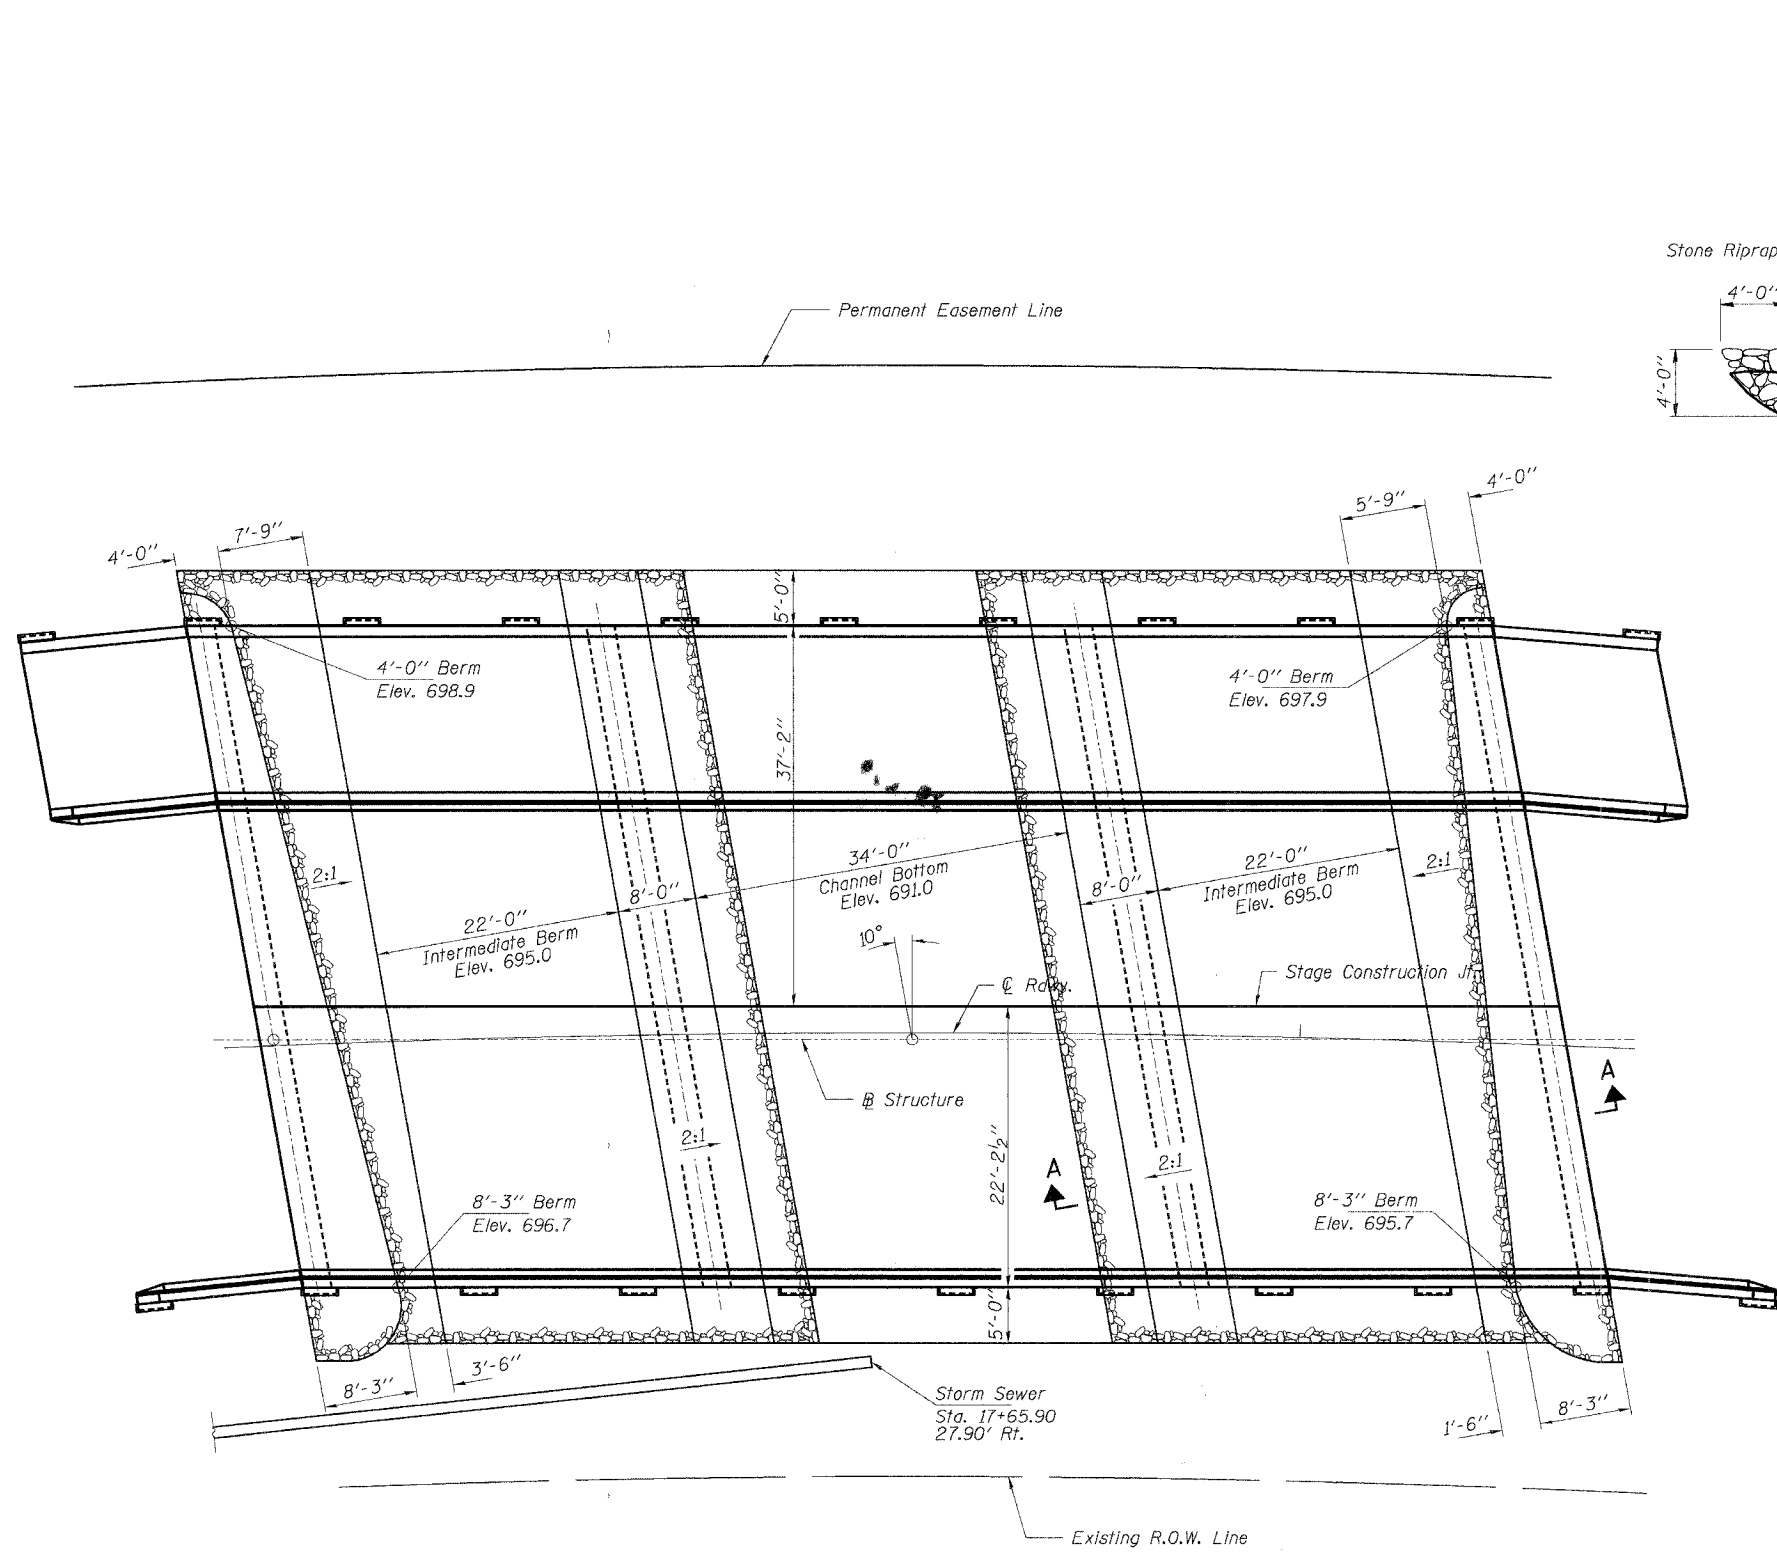 Stone Riprap
4'-0"
4'-0"
Permanent Easement Line
4'-0"
5'-9"
7'-9"
4'-0"
5'-0"
4'-0" Berm
Elev. 698.9
4'-0" Berm
Elev. 697.9
37'-2"
34'-0"
Channel Bottom
Elev. 691.0
22'-0"
Intermediate Berm
Elev. 695.0
2:1
2:1
8'-0"
8'-0"
22'-0"
Intermediate Berm
Elev. 695.0
10°
℄ Rdwy.
Stage Construction Jt.
A
B͟L Structure
22'-2½"
2:1
2:1
A
8'-3" Berm
Elev. 696.7
8'-3" Berm
Elev. 695.7
5'-0"
3'-6"
8'-3"
Storm Sewer
Sta. 17+65.90
27.90' Rt.
1'-6"
8'-3"
Existing R.O.W. Line